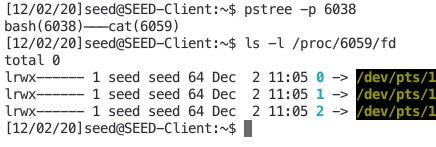 [12/02/20]seed@SEED-Client:~$ pstree -p 6038
bash(6038)───cat(6059)
[12/02/20]seed@SEED-Client:~$ ls -l /proc/6059/fd
total 0
lrwx------ 1 seed seed 64 Dec  2 11:05 0 -> /dev/pts/1
lrwx------ 1 seed seed 64 Dec  2 11:05 1 -> /dev/pts/1
lrwx------ 1 seed seed 64 Dec  2 11:05 2 -> /dev/pts/1
[12/02/20]seed@SEED-Client:~$